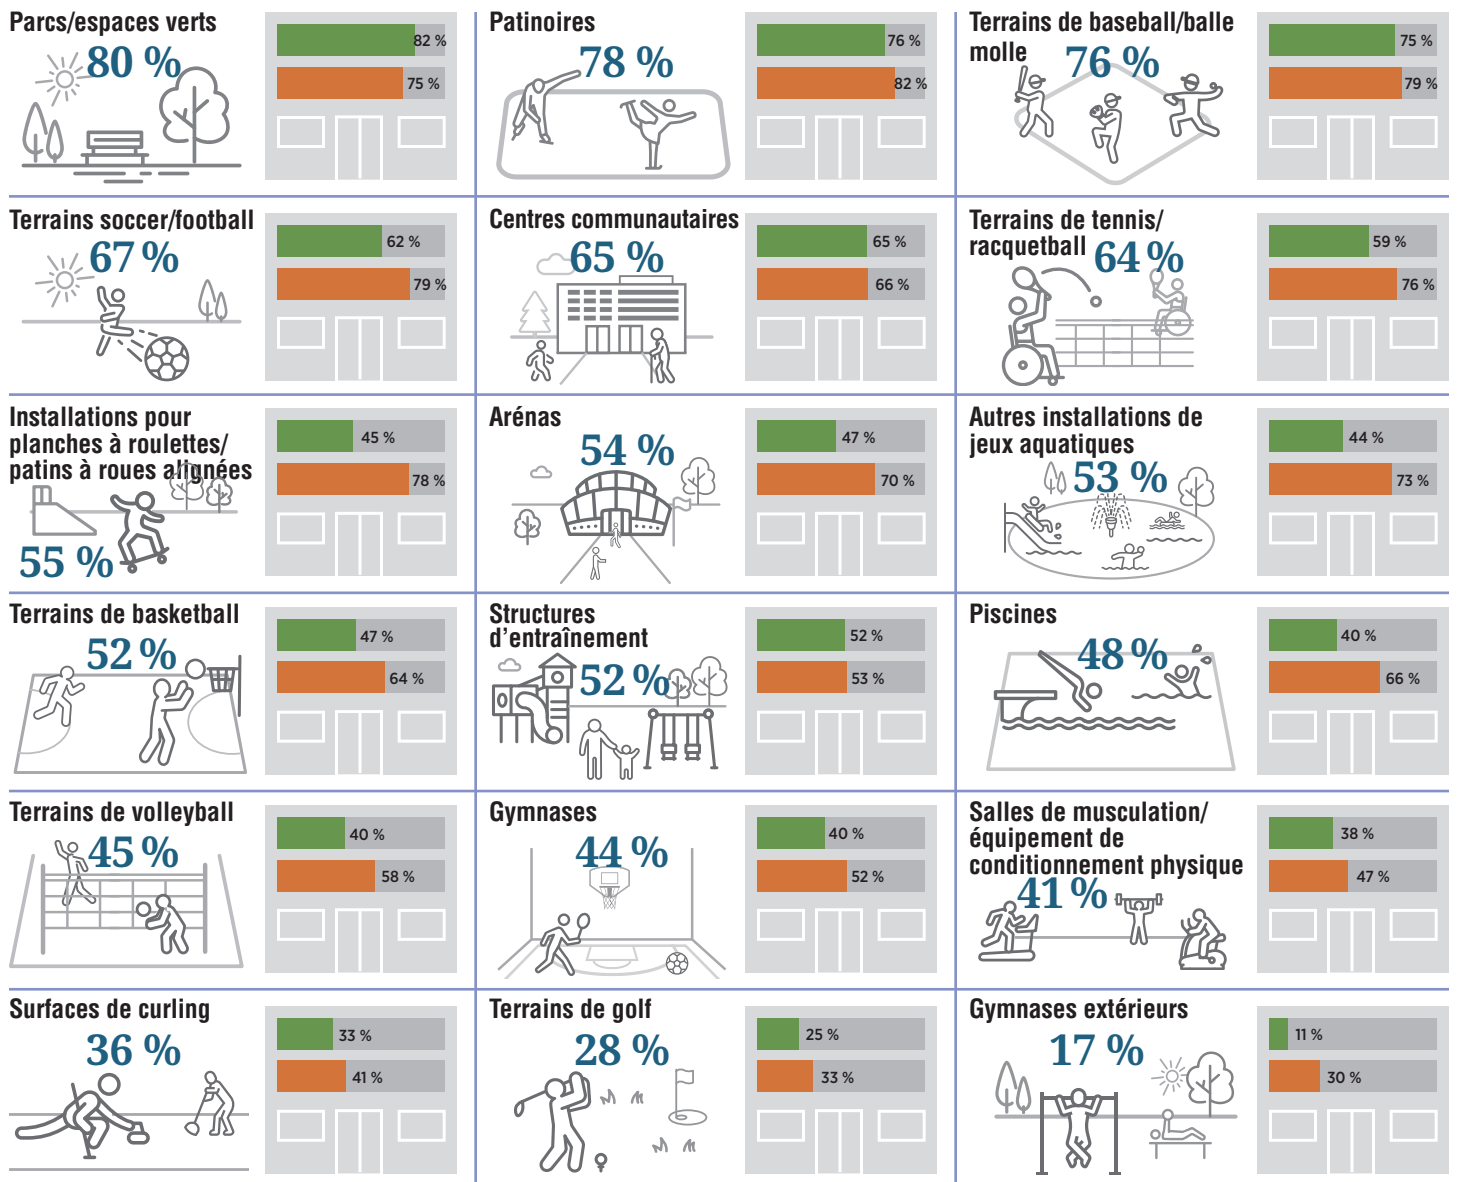 Parcs/espaces verts
80 %
82 %
75 %
Patinoires
78 %
76 %
82 %
Terrains de baseball/balle
molle
76 %
75 %
79 %
Terrains soccer/football
67 %
62 %
79 %
Centres communautaires
65 %
65 %
66 %
Terrains de tennis/
racquetball
64 %
59 %
76 %
Installations pour
planches à roulettes/
patins à roues alignées
55 %
45 %
78 %
Arénas
54 %
47 %
70 %
Autres installations de
jeux aquatiques
53 %
44 %
73 %
Terrains de basketball
52 %
47 %
64 %
Structures
d’entraînement
52 %
52 %
53 %
Piscines
48 %
40 %
66 %
Terrains de volleyball
45 %
40 %
58 %
Gymnases
44 %
40 %
52 %
Salles de musculation/
équipement de
conditionnement physique
41 %
38 %
47 %
Surfaces de curling
36 %
33 %
41 %
Terrains de golf
28 %
25 %
33 %
Gymnases extérieurs
17 %
11 %
30 %